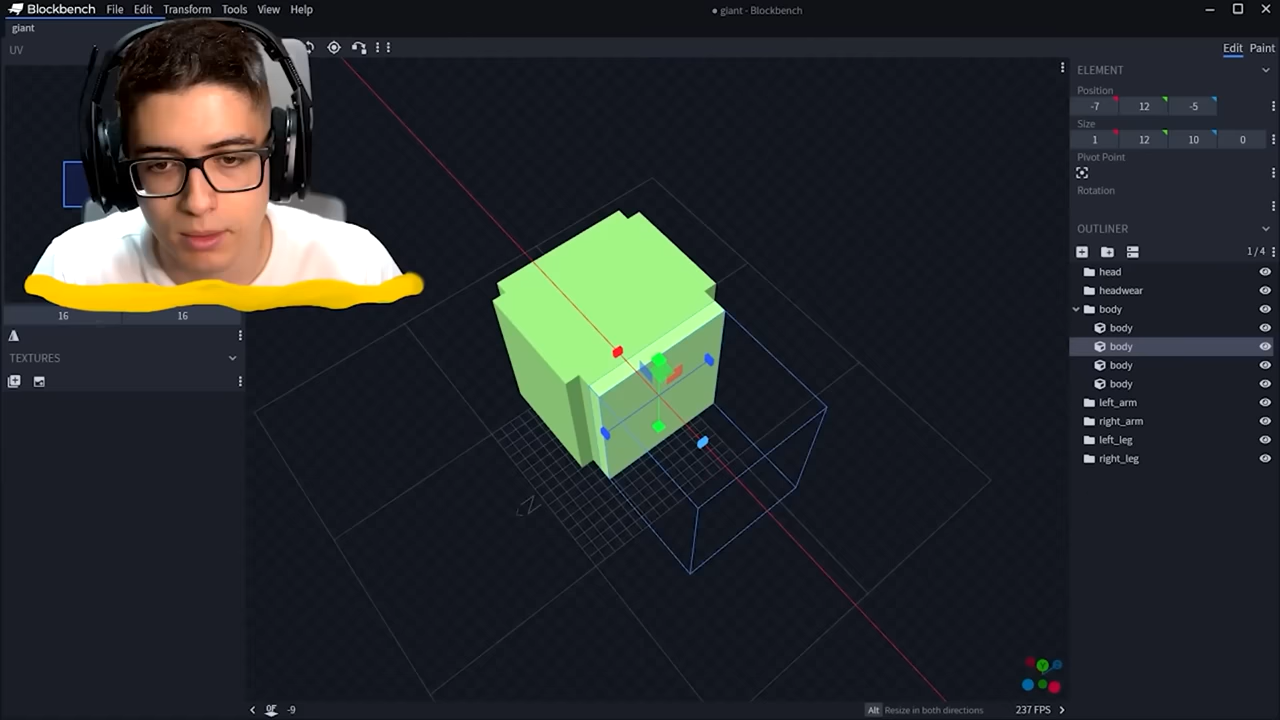 Blockbench File Edit Transform Tools View Help
giant - Blockbench
giant
UV
Edit Paint
ELEMENT
Position
-7 12 -5
Size
1 12 10 0
Pivot Point
Rotation
OUTLINER
1/4
head
headwear
body
body
body
body
body
left_arm
right_arm
left_leg
right_leg
16 16
TEXTURES
-9
Alt Resize in both directions
237 FPS